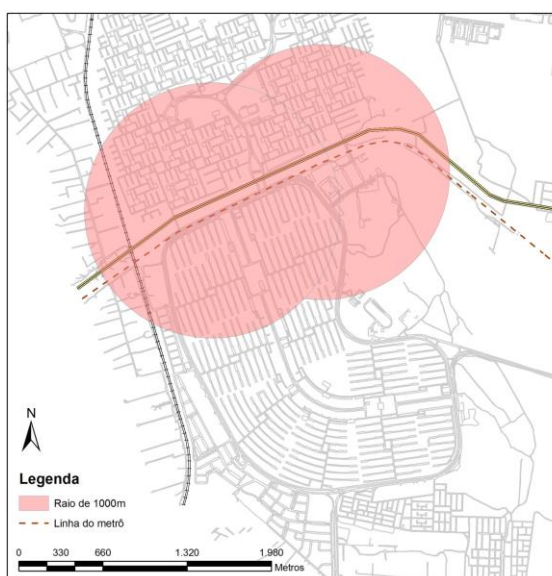 N
Legenda
Raio de 1000m
Linha do metrô
0 330 660 1.320 1.980
Metros